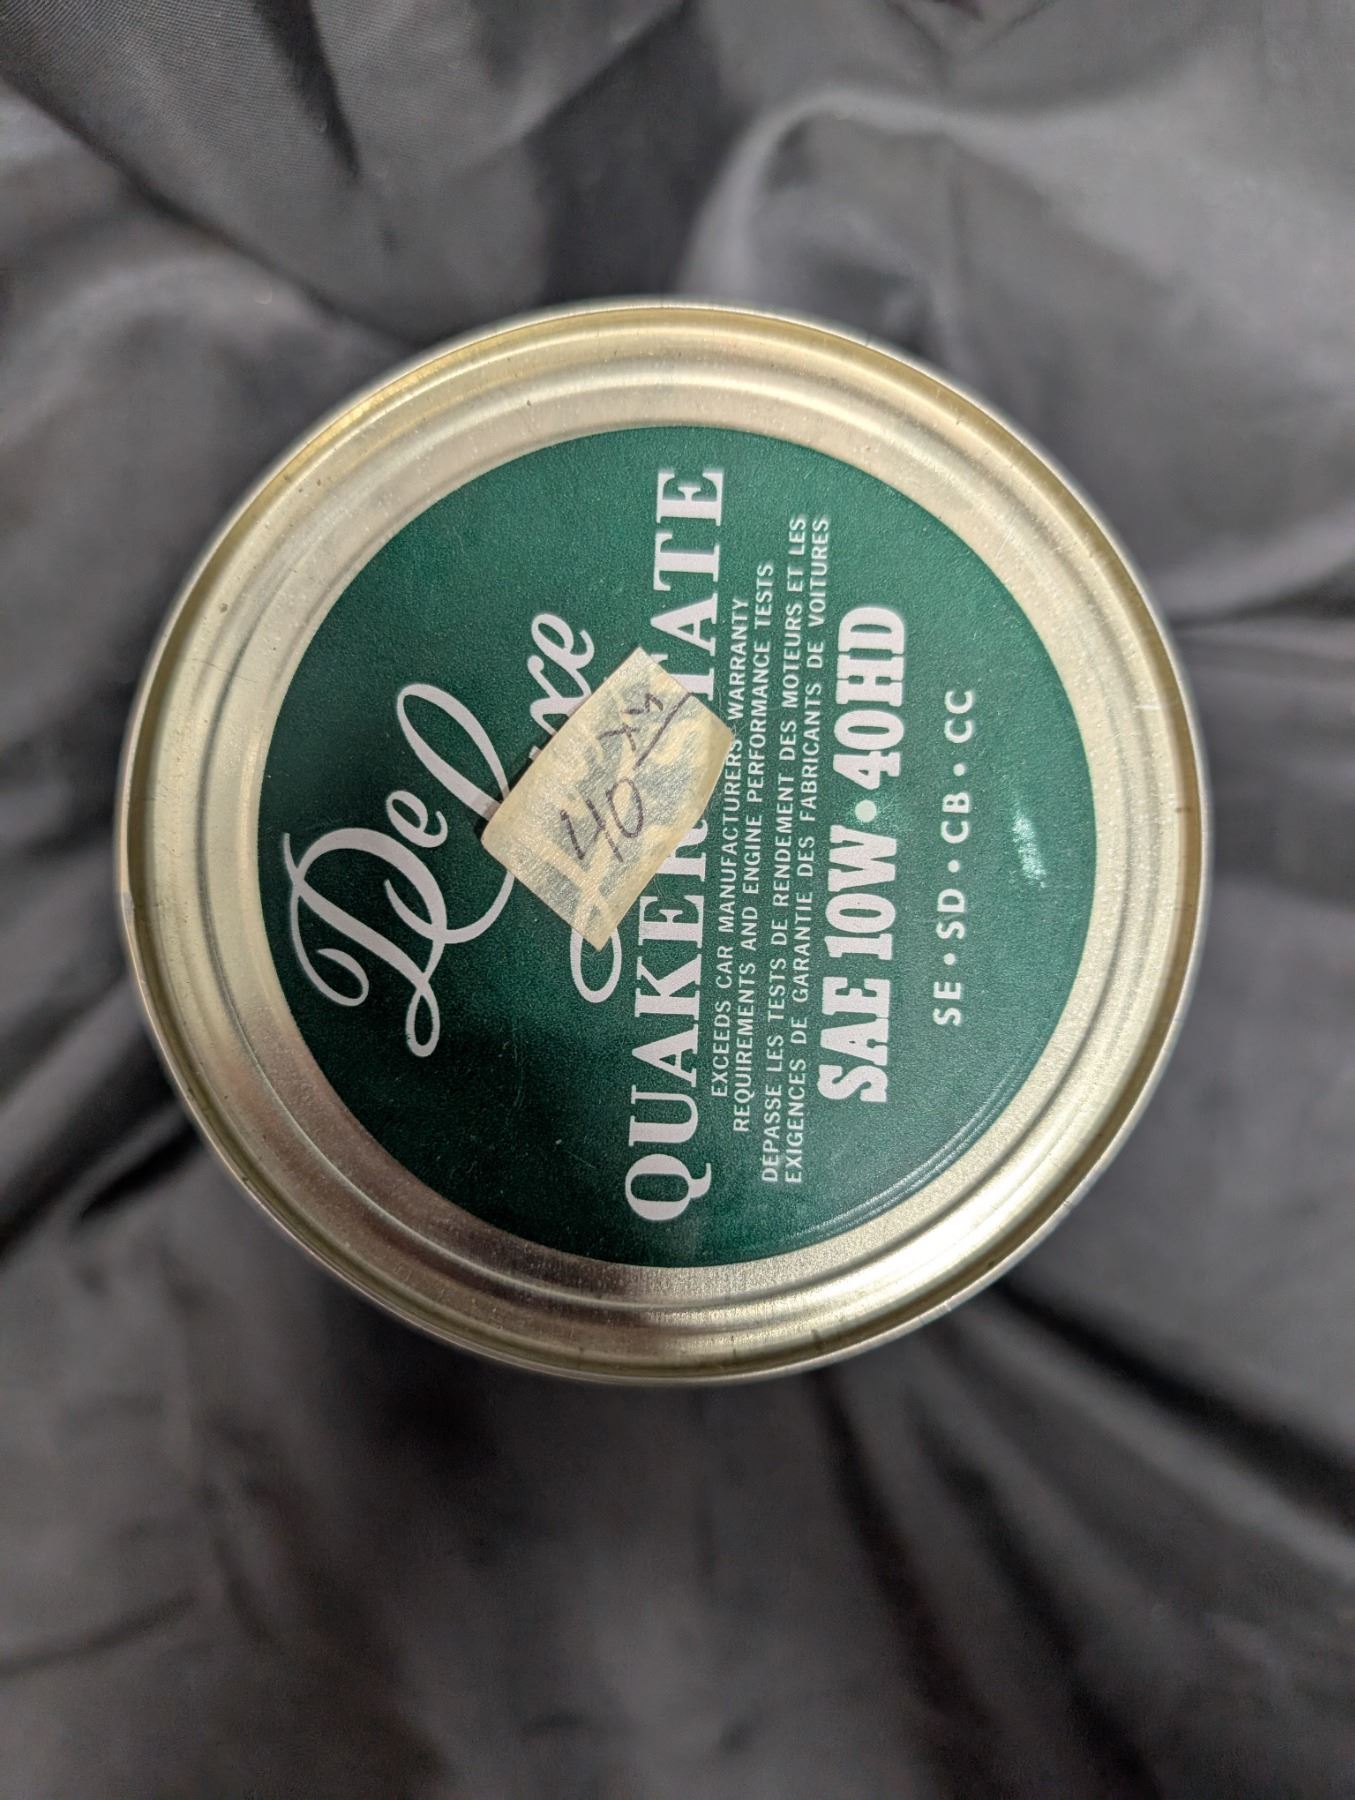 De Luxe
QUAKER STATE
EXCEEDS CAR MANUFACTURERS WARRANTY
REQUIREMENTS AND ENGINE PERFORMANCE TESTS
DEPASSE LES TESTS DE RENDEMENT DES MOTEURS ET LES
EXIGENCES DE GARANTIE DES FABRICANTS DE VOITURES
SAE 10W•40HD
SE•SD•CB•CC